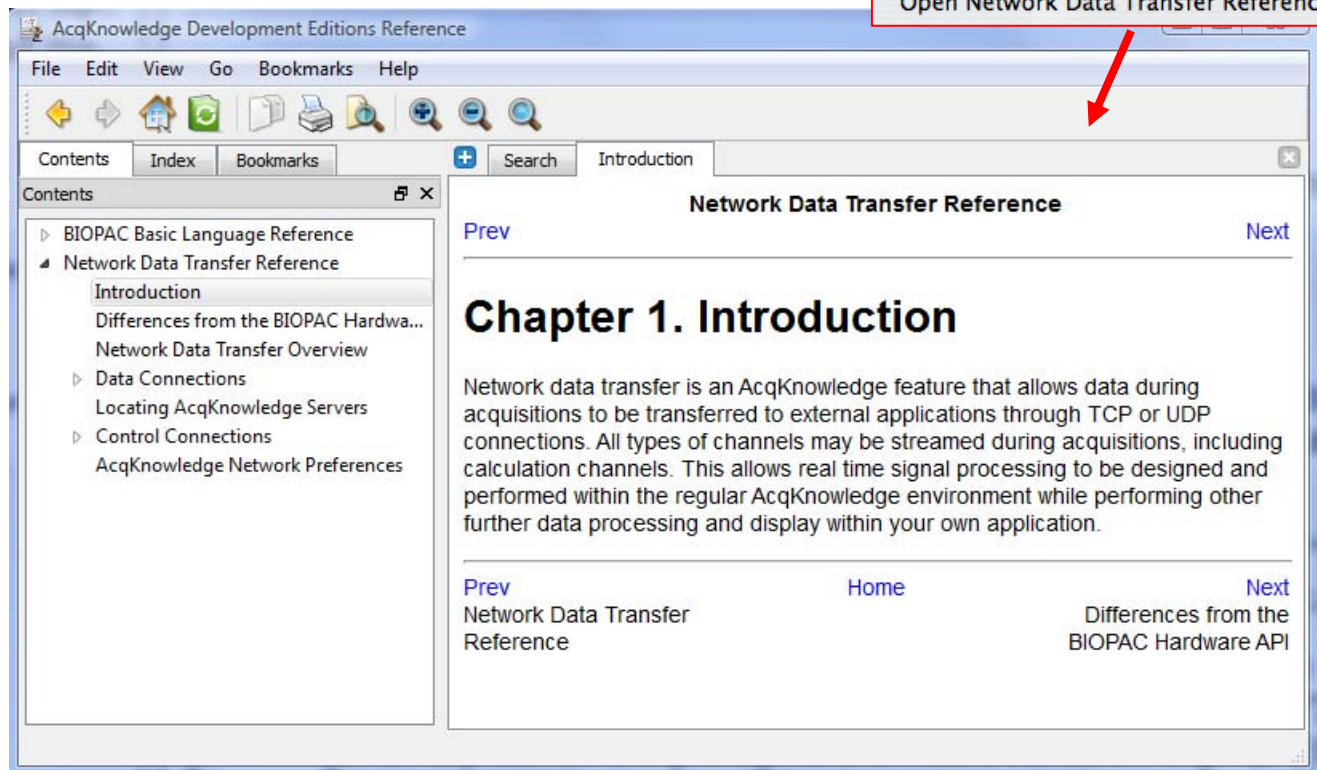 Open Network Data Transfer Referenc
AcqKnowledge Development Editions Reference
File Edit View Go Bookmarks Help
Contents Index Bookmarks
Search Introduction
Contents
BIOPAC Basic Language Reference
Network Data Transfer Reference
Introduction
Differences from the BIOPAC Hardwa...
Network Data Transfer Overview
Data Connections
Locating AcqKnowledge Servers
Control Connections
AcqKnowledge Network Preferences
Network Data Transfer Reference
Prev Next
Chapter 1. Introduction
Network data transfer is an AcqKnowledge feature that allows data during
acquisitions to be transferred to external applications through TCP or UDP
connections. All types of channels may be streamed during acquisitions, including
calculation channels. This allows real time signal processing to be designed and
performed within the regular AcqKnowledge environment while performing other
further data processing and display within your own application.
Prev Home Next
Network Data Transfer Differences from the
Reference BIOPAC Hardware API